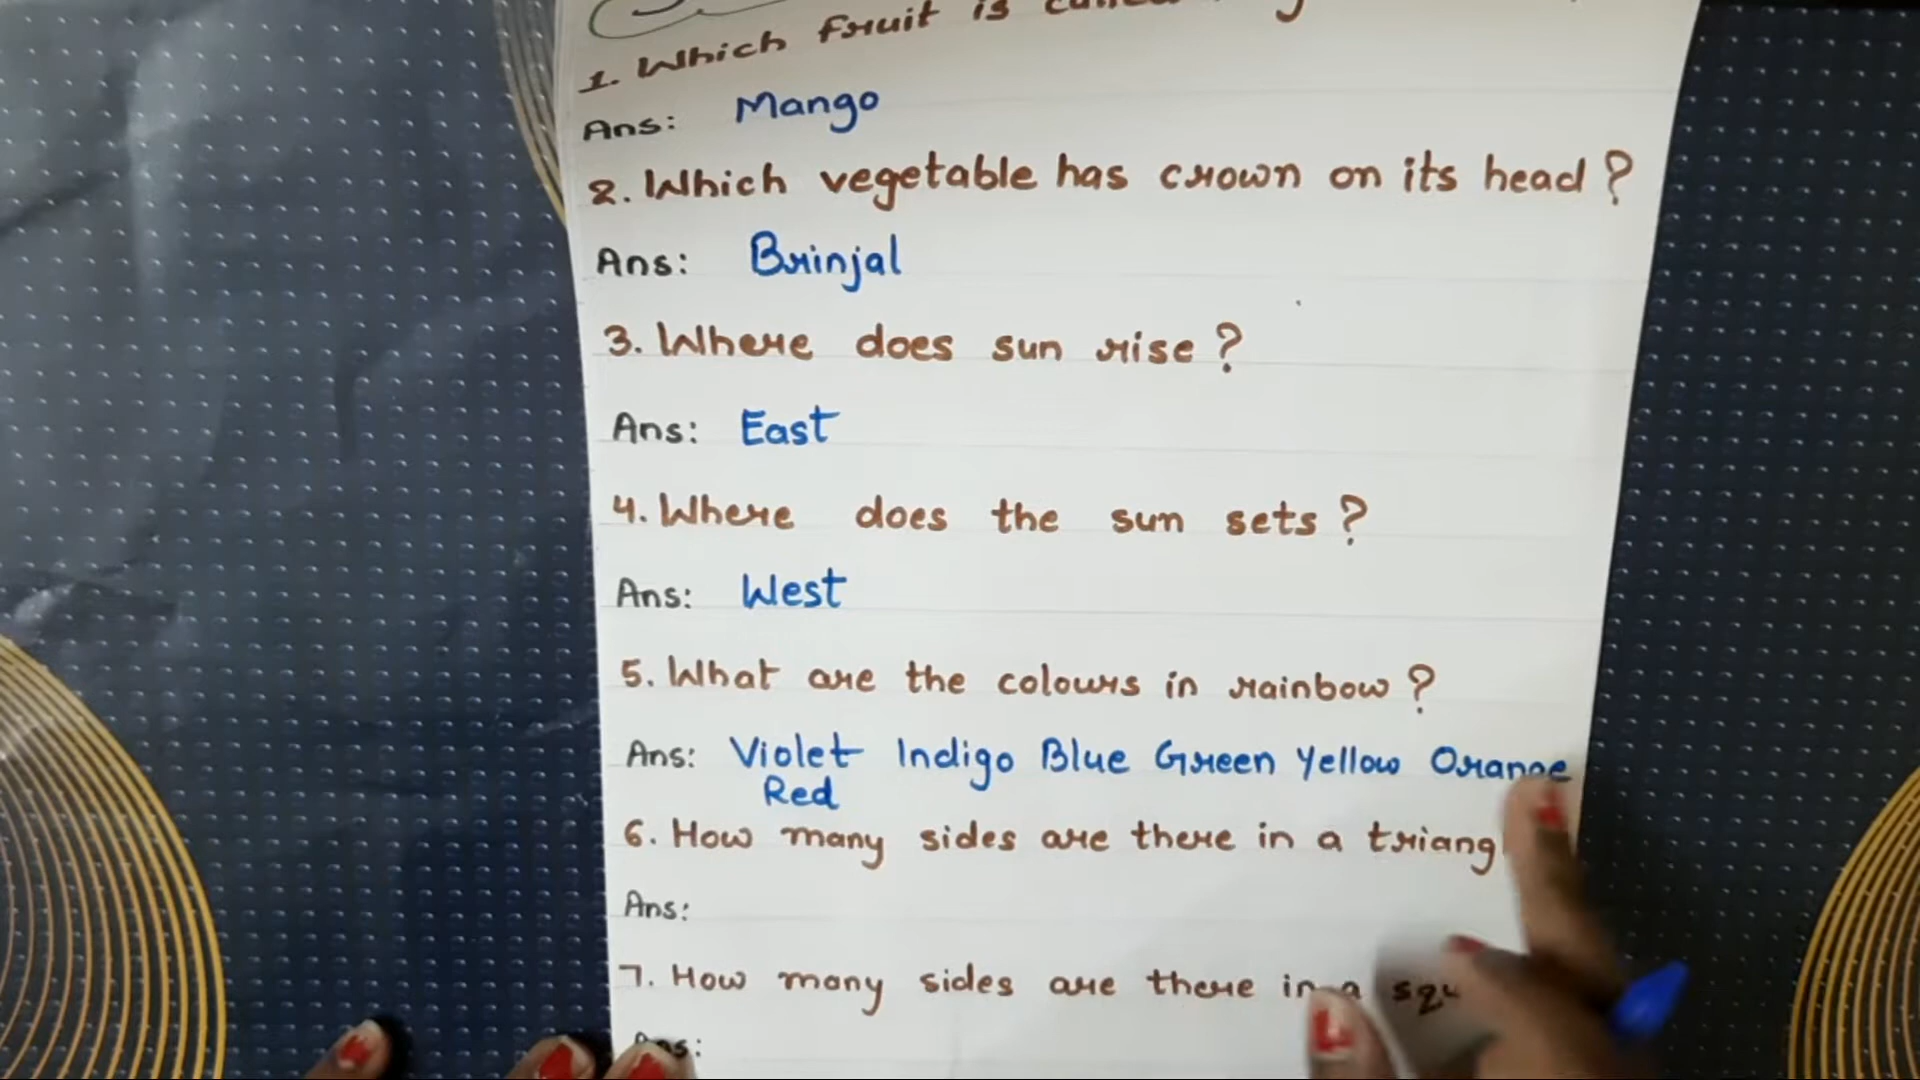 1. Which fruit is
Ans: Mango
2. Which vegetable has crown on its head?
Ans: Brinjal
3. Where does sun rise?
Ans: East
4. Where does the sun sets?
Ans: West
5. What are the colours in rainbow?
Ans: Violet Indigo Blue Green Yellow Orange
Red
6. How many sides are there in a
Ans:
7. How many sides are there in a
Ans: